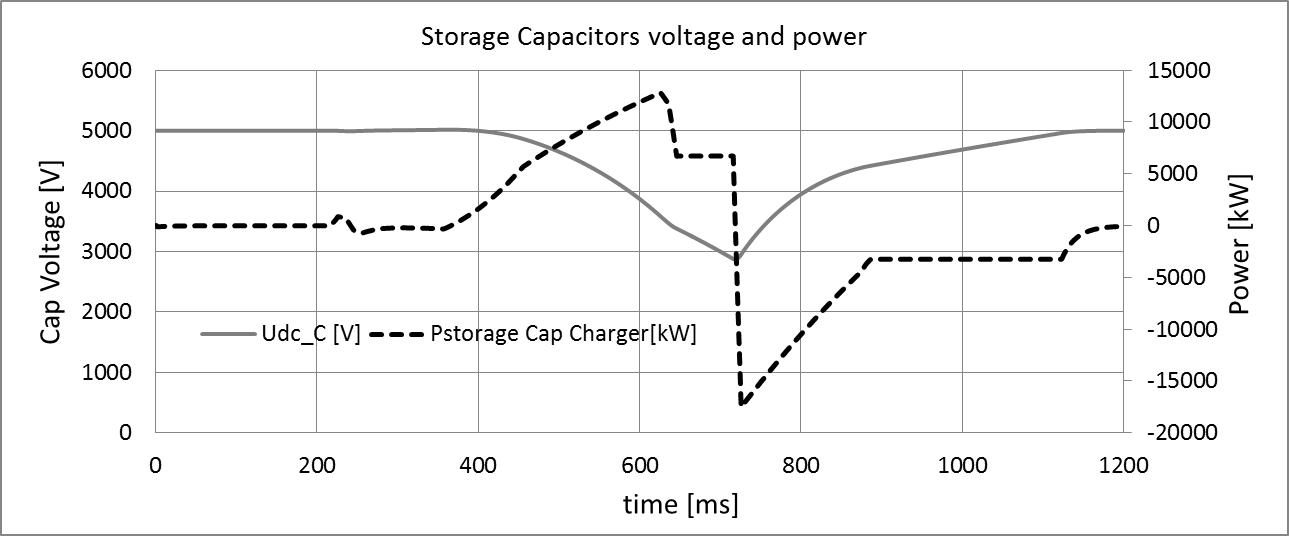 Storage Capacitors voltage and power
6000
5000
4000
3000
2000
1000
0
Cap Voltage [V]
15000
10000
5000
0
-5000
-10000
-15000
-20000
Power [kW]
Udc_C [V] Pstorage Cap Charger[kW]
0 200 400 600 800 1000 1200
time [ms]